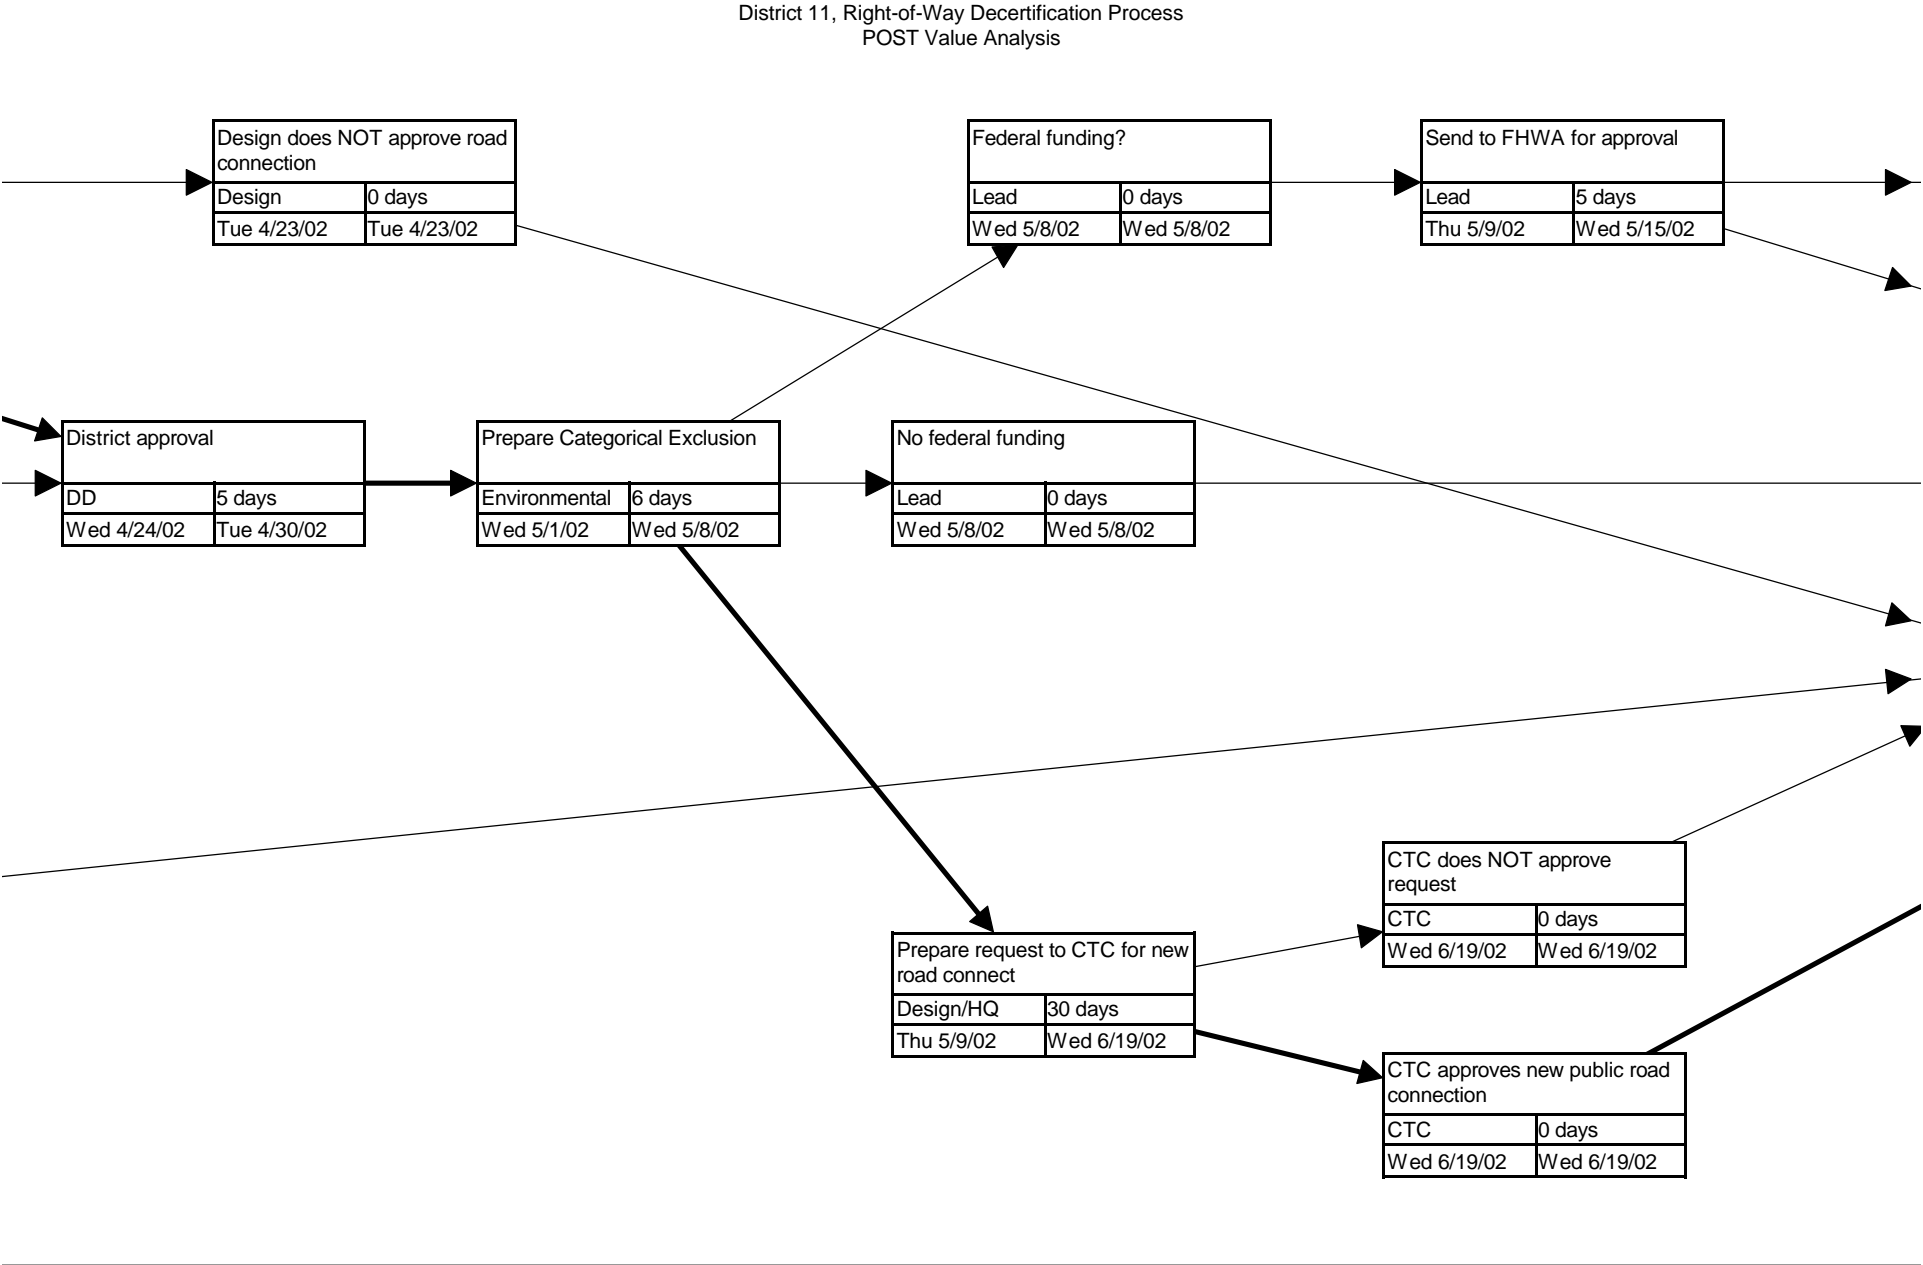 District 11, Right-of-Way Decertification Process
POST Value Analysis
Design does NOT approve road
connection
Design 0 days
Tue 4/23/02 Tue 4/23/02
Federal funding?
Lead 0 days
Wed 5/8/02 Wed 5/8/02
Send to FHWA for approval
Lead 5 days
Thu 5/9/02 Wed 5/15/02
District approval
DD 5 days
Wed 4/24/02 Tue 4/30/02
Prepare Categorical Exclusion
Environmental 6 days
Wed 5/1/02 Wed 5/8/02
No federal funding
Lead 0 days
Wed 5/8/02 Wed 5/8/02
CTC does NOT approve
request
CTC 0 days
Wed 6/19/02 Wed 6/19/02
Prepare request to CTC for new
road connect
Design/HQ 30 days
Thu 5/9/02 Wed 6/19/02
CTC approves new public road
connection
CTC 0 days
Wed 6/19/02 Wed 6/19/02